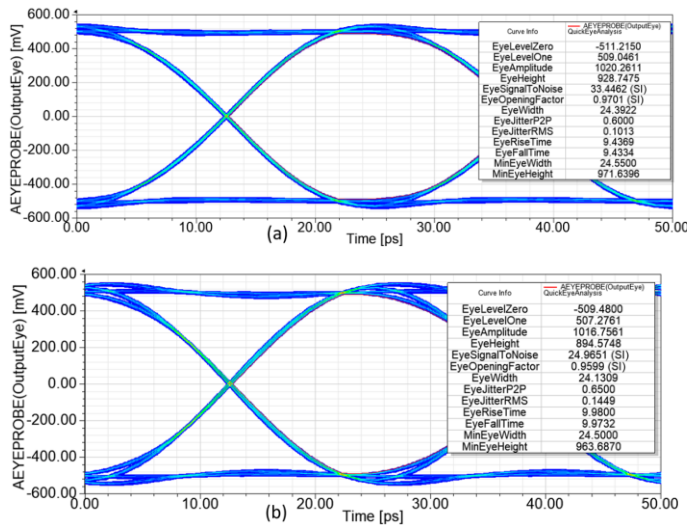 AEYEPROBE(OutputEye) [mV]
600.00
400.00
200.00
0.00
-200.00
-400.00
-600.00
0.00 10.00 20.00 30.00 40.00 50.00
Time [ps]
(a)
Curve Info AEYEPROBE(OutputEye) QuickEyeAnalysis
EyeLevelZero -511.2150
EyeLevelOne 509.0461
EyeAmplitude 1020.2611
EyeHeight 928.7475
EyeSignalToNoise 33.4462 (SI)
EyeOpeningFactor 0.9701 (SI)
EyeWidth 24.3922
EyeJitterP2P 0.6000
EyeJitterRMS 0.1013
EyeRiseTime 9.4369
EyeFallTime 9.4334
MinEyeWidth 24.5500
MinEyeHeight 971.6396
AEYEPROBE(OutputEye) [mV]
600.00
400.00
200.00
0.00
-200.00
-400.00
-600.00
0.00 10.00 20.00 30.00 40.00 50.00
Time [ps]
(b)
Curve Info AEYEPROBE(OutputEye) QuickEyeAnalysis
EyeLevelZero -509.4800
EyeLevelOne 507.2761
EyeAmplitude 1016.7561
EyeHeight 894.5748
EyeSignalToNoise 24.9651 (SI)
EyeOpeningFactor 0.9599 (SI)
EyeWidth 24.1309
EyeJitterP2P 0.6500
EyeJitterRMS 0.1449
EyeRiseTime 9.9800
EyeFallTime 9.9732
MinEyeWidth 24.5000
MinEyeHeight 963.6870